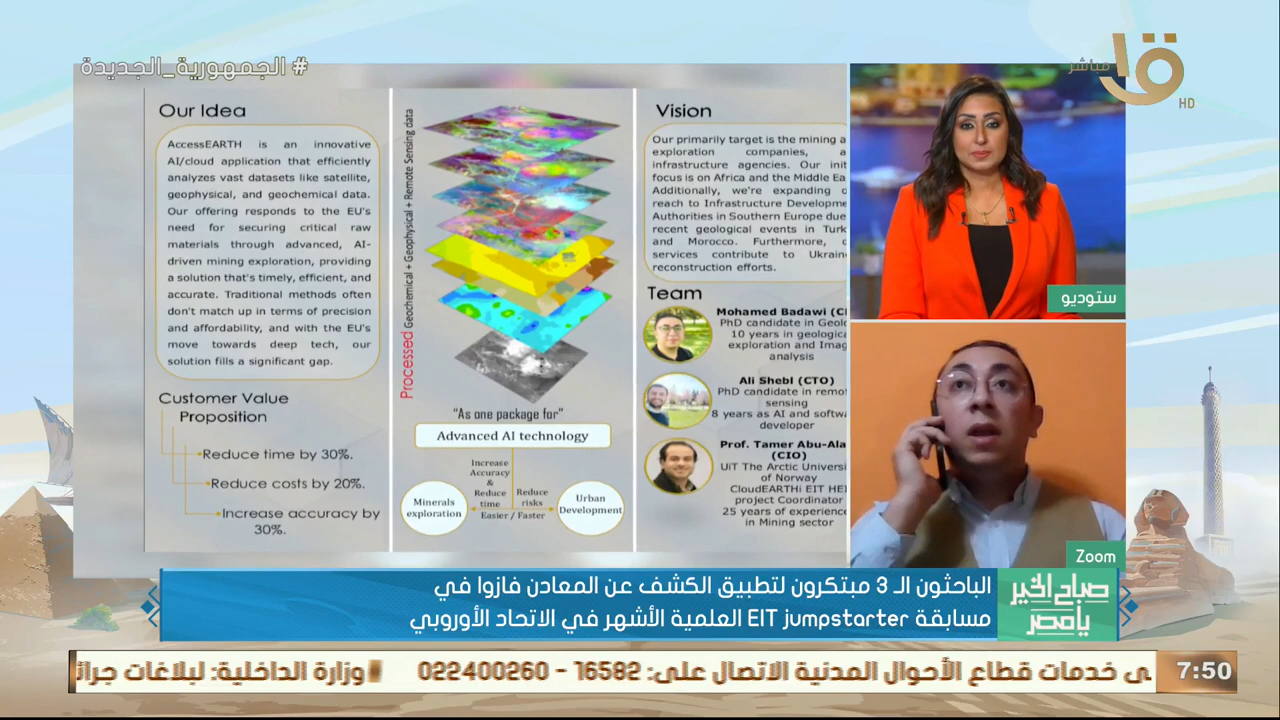 # الجمهورية_الجديدة
مباشر
HD
Our Idea
AccessEARTH is an innovative
AI/cloud application that efficiently
analyzes vast datasets like satellite,
geophysical, and geochemical data.
Our offering responds to the EU's
need for securing critical raw
materials through advanced, AI-
driven mining exploration, providing
a solution that's timely, efficient, and
accurate. Traditional methods often
don't match up in terms of precision
and affordability, and with the EU's
move towards deep tech, our
solution fills a significant gap.
Customer Value
Proposition
Reduce time by 30%.
Reduce costs by 20%.
Increase accuracy by
30%.
Processed Geochemical + Geophysical + Remote Sensing data
"As one package for"
Advanced AI technology
Increase
Accuracy
&
Reduce
time
Reduce
risks
Easier / Faster
Minerals
exploration
Urban
Development
Vision
Our primarily target is the mining a
exploration companies, a
infrastructure agencies. Our init
focus is on Africa and the Middle Ea
Additionally, we're expanding o
reach to Infrastructure Developme
Authorities in Southern Europe due
recent geological events in Turk
and Morocco. Furthermore, o
services contribute to Ukrain
reconstruction efforts.
Team
Mohamed Badawi (CE
PhD candidate in Geolo
10 years in geologica
exploration and Imag
analysis
Ali Shebl (CTO)
PhD candidate in remo
sensing
8 years as AI and softwa
developer
Prof. Tamer Abu-Ala
(CIO)
UiT The Arctic Universi
of Norway
CloudEARTHi EIT HEI
project Coordinator
25 years of experience
in Mining sector
ستوديو
Zoom
صباح الخير
يا مصر
الباحثون الـ 3 مبتكرون لتطبيق الكشف عن المعادن فازوا في
مسابقة EIT jumpstarter العلمية الأشهر في الاتحاد الأوروبي
ى خدمات قطاع الأحوال المدنية الاتصال على: 16582 - 022400260 وزارة الداخلية: لبلاغات جرائ
7:50